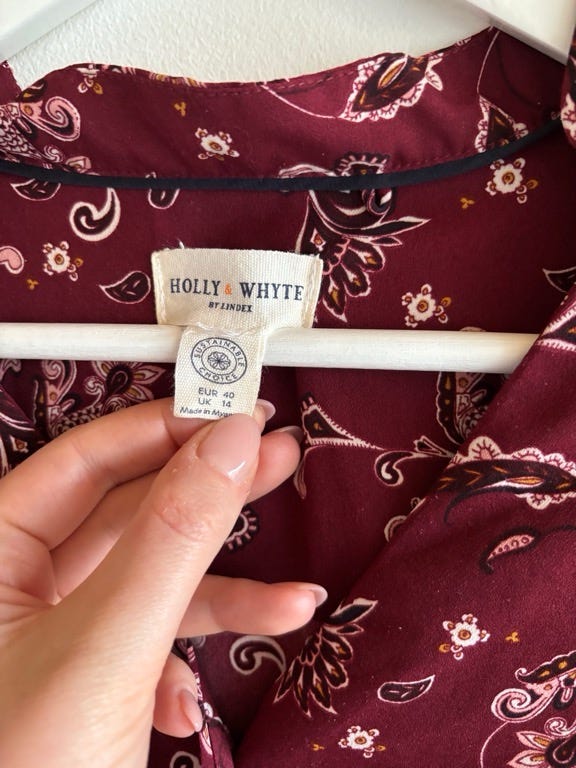 HOLLY & WHYTE
BY LINDEX
SUSTAINABLE
CHOICE
EUR 40
UK 14
Made in